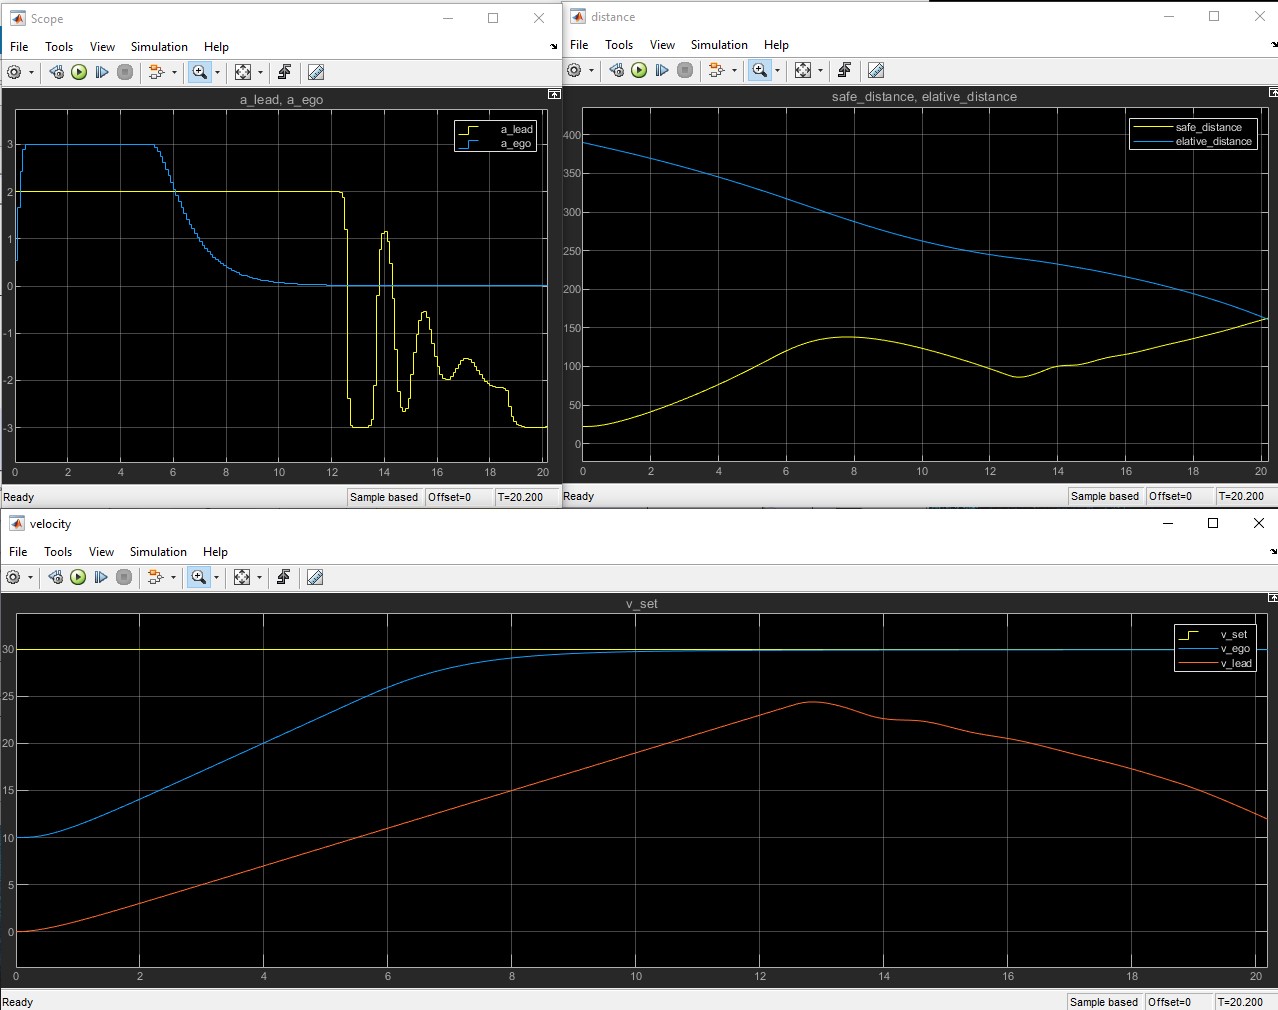 Scope
File Tools View Simulation Help
a_lead, a_ego
a_lead
a_ego
3
2
1
0
-1
-2
-3
0 2 4 6 8 10 12 14 16 18 20
Ready Sample based Offset=0 T=20.200
distance
File Tools View Simulation Help
safe_distance, elative_distance
safe_distance
elative_distance
400
350
300
250
200
150
100
50
0
0 2 4 6 8 10 12 14 16 18 20
Ready Sample based Offset=0 T=20.200
velocity
File Tools View Simulation Help
v_set
v_set
v_ego
v_lead
30
25
20
15
10
5
0
0 2 4 6 8 10 12 14 16 18 20
Ready Sample based Offset=0 T=20.200